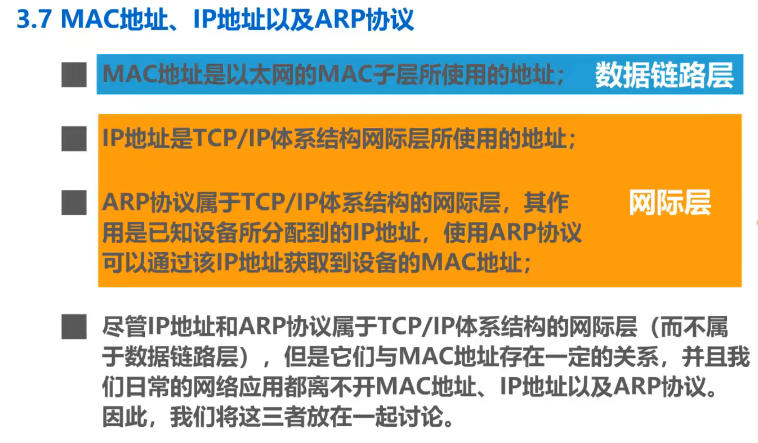 3.7 MAC地址、IP地址以及ARP协议
MAC地址是以太网的MAC子层所使用的地址； 数据链路层
IP地址是TCP/IP体系结构网际层所使用的地址；
ARP协议属于TCP/IP体系结构的网际层，其作
用是已知设备所分配到的IP地址，使用ARP协议
可以通过该IP地址获取到设备的MAC地址；
网际层
尽管IP地址和ARP协议属于TCP/IP体系结构的网际层（而不属
于数据链路层），但是它们与MAC地址存在一定的关系，并且我
们日常的网络应用都离不开MAC地址、IP地址以及ARP协议。
因此，我们将这三者放在一起讨论。